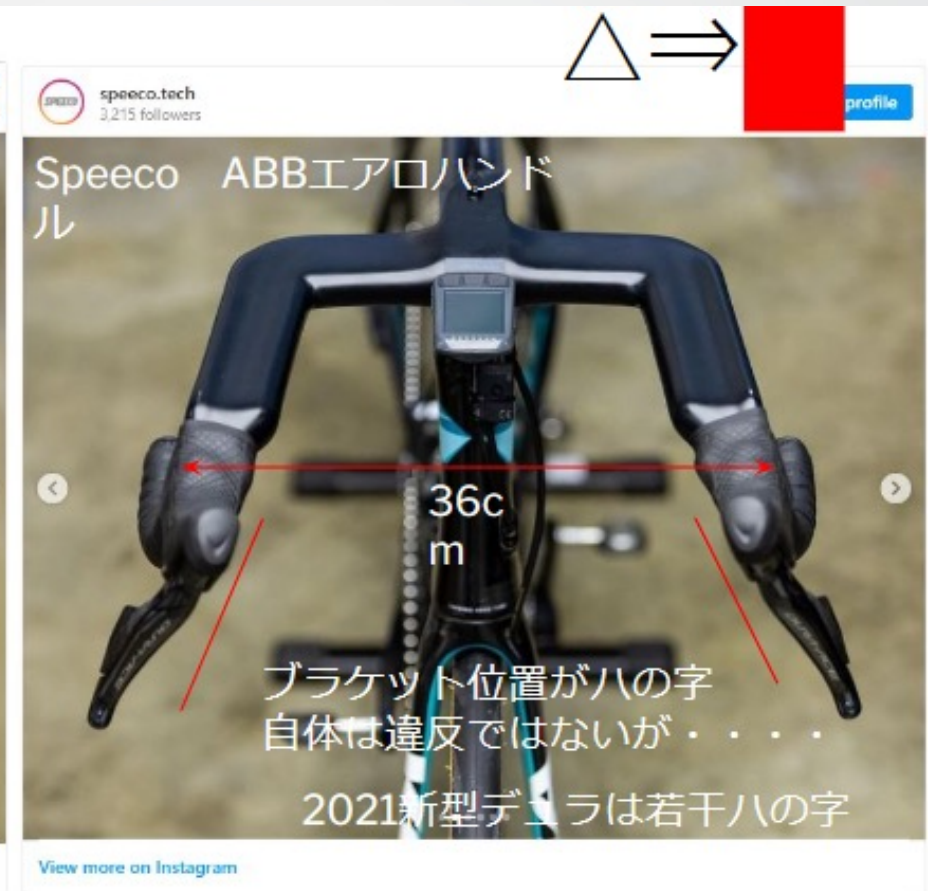 △⇒
SPEECO
speeco.tech
3,215 followers
profile
Speeco ABBエアロハンド
ル
36c
m
ブラケット位置がハの字
自体は違反ではないが・・・・
2021新型デュラは若干ハの字
View more on Instagram